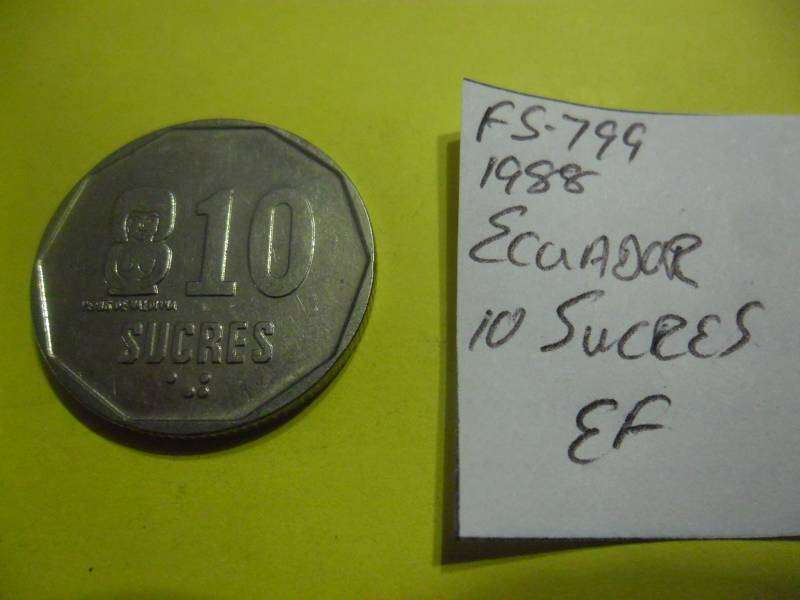 10
SUCRES
FS-799
1988
ECUADOR
10 SUCRES
EF